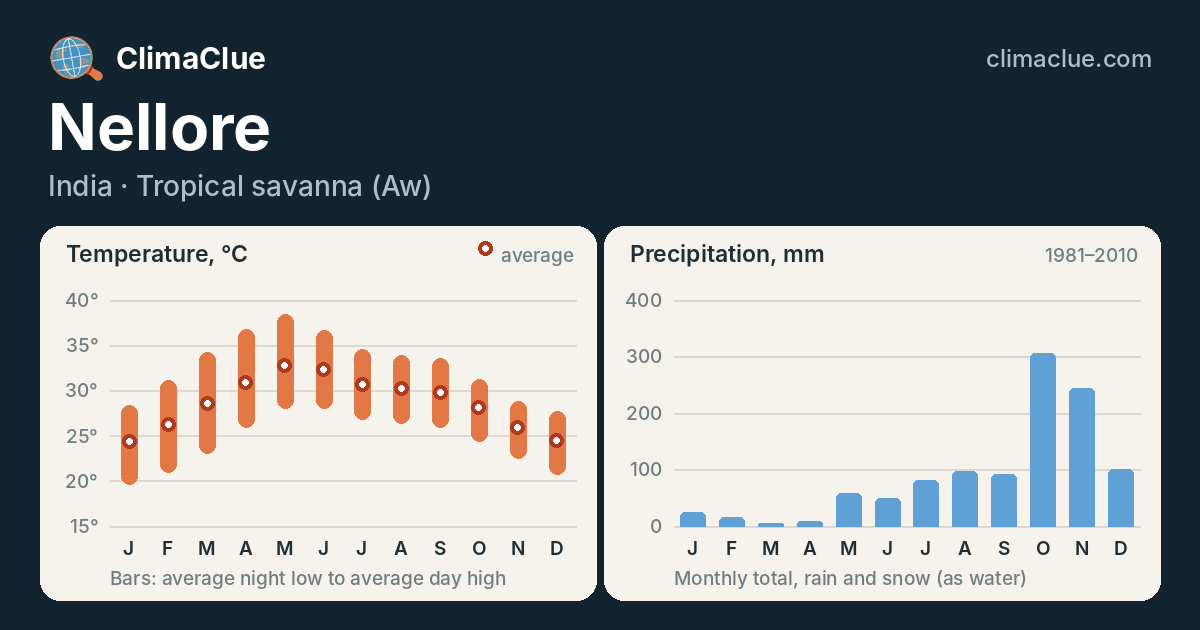 ClimaClue
climaclue.com
Nellore
India · Tropical savanna (Aw)
Temperature, °C
average
40°
35°
30°
25°
20°
15°
J F M A M J J A S O N D
Bars: average night low to average day high
Precipitation, mm
1981–2010
400
300
200
100
0
J F M A M J J A S O N D
Monthly total, rain and snow (as water)